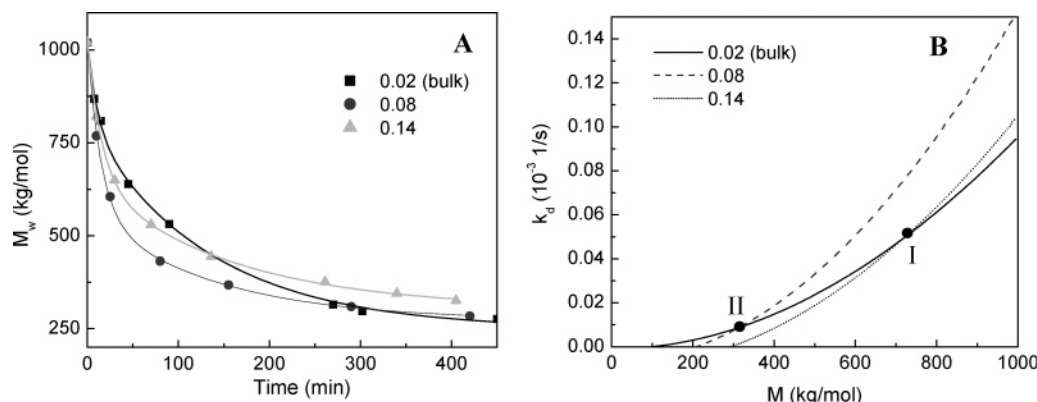 A
1000
750
500
250
M_w (kg/mol)
0.02 (bulk)
0.08
0.14
0 100 200 300 400
Time (min)
B
0.14
0.12
0.10
0.08
0.06
0.04
0.02
0.00
k_d (10^-3 1/s)
0.02 (bulk)
0.08
0.14
I
II
0 200 400 600 800 1000
M (kg/mol)